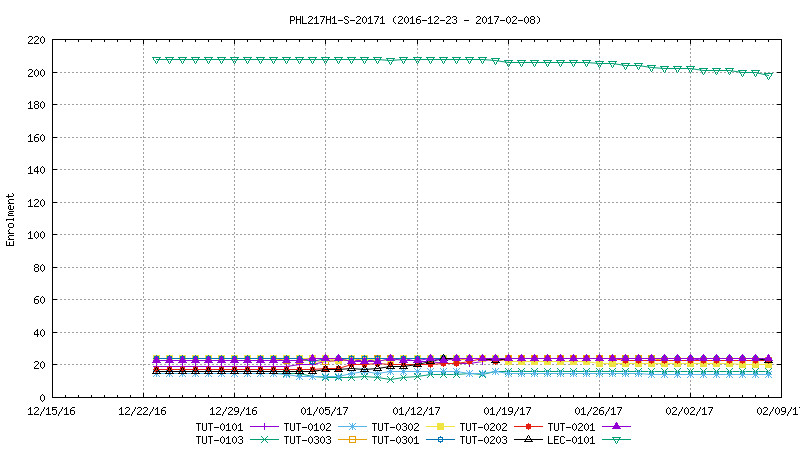 PHL217H1-S-20171 (2016-12-23 - 2017-02-08)
220
200
180
160
140
120
100
80
60
40
20
0
Enrolment
12/15/16 12/22/16 12/29/16 01/05/17 01/12/17 01/19/17 01/26/17 02/02/17 02/09/17
TUT-0101 TUT-0102 TUT-0302 TUT-0202 TUT-0201
TUT-0103 TUT-0303 TUT-0301 TUT-0203 LEC-0101